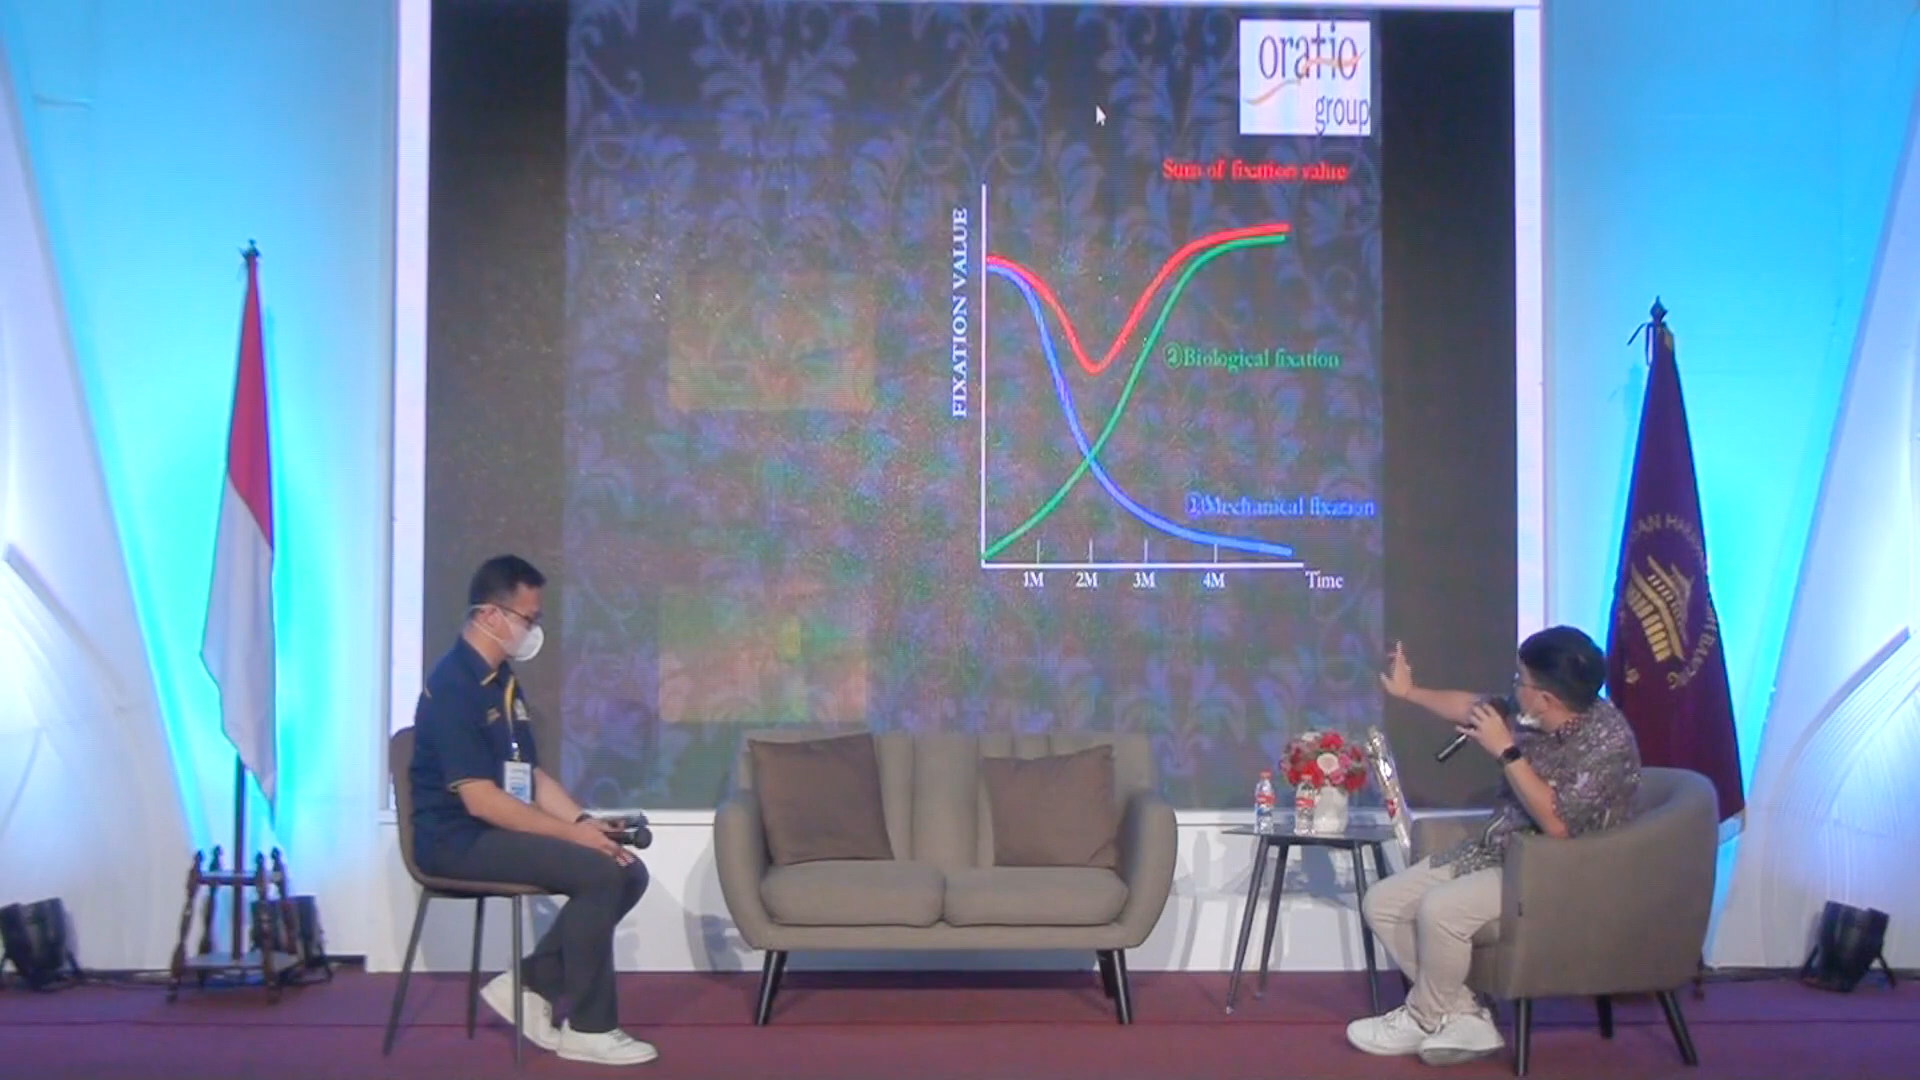 oratio
group
Sum of fixation value
FIXATION VALUE
②Biological fixation
①Mechanical fixation
1M 2M 3M 4M Time